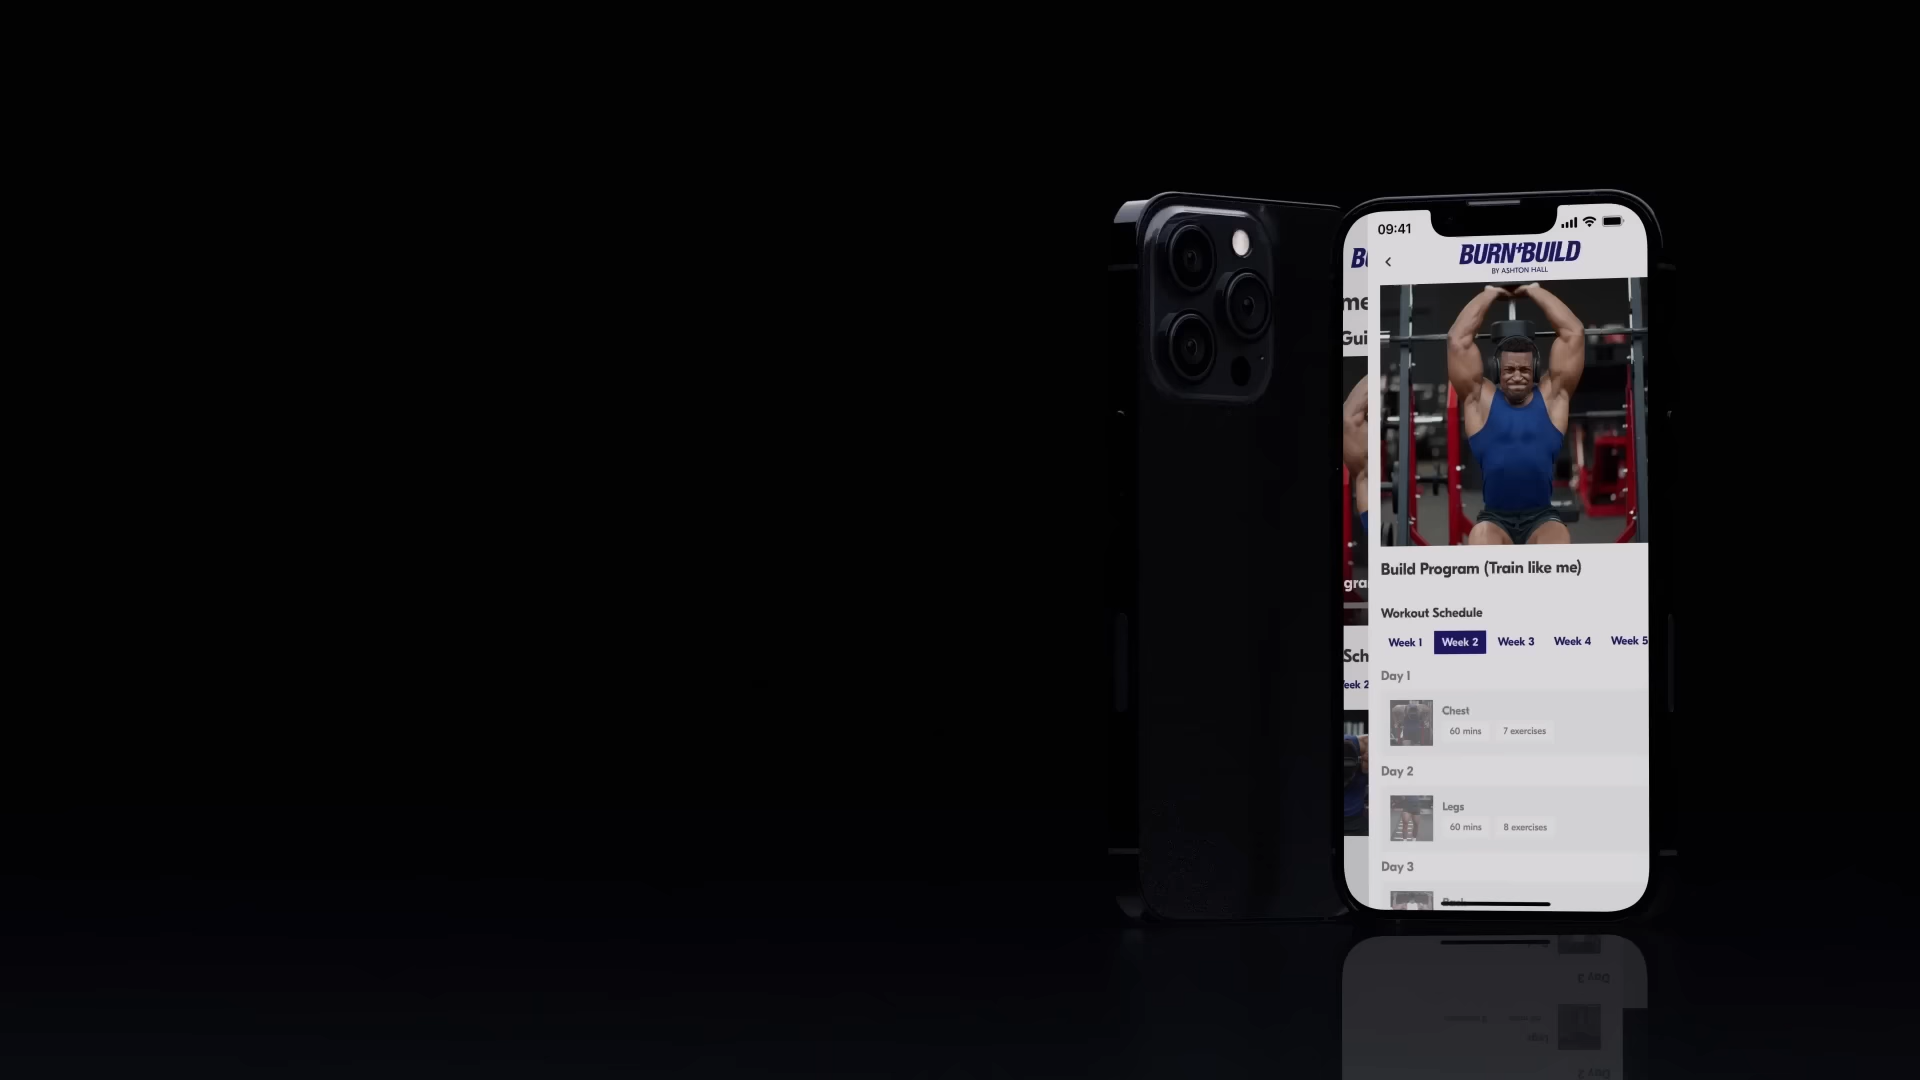 09:41
BURN+BUILD
BY ASHTON HALL
Build Program (Train like me)
Workout Schedule
Week 1 Week 2 Week 3 Week 4 Week 5
Day 1
Chest
60 mins 7 exercises
Day 2
Legs
60 mins 8 exercises
Day 3